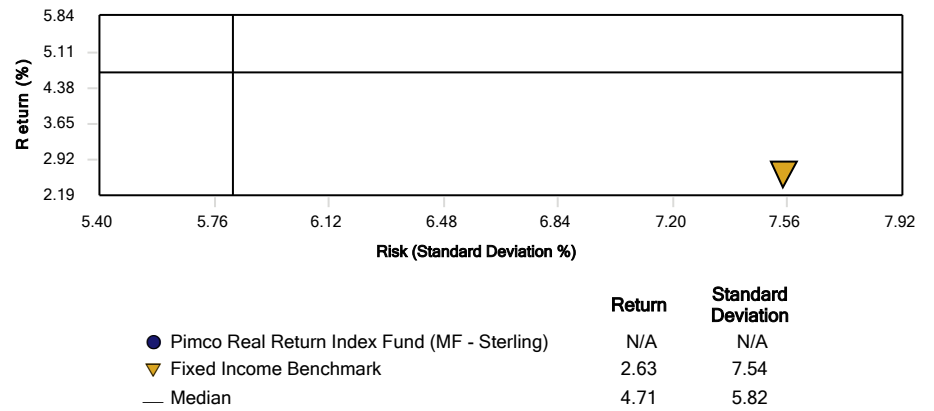 5.84
5.11
4.38
3.65
2.92
2.19
Return (%)
5.40 5.76 6.12 6.48 6.84 7.20 7.56 7.92
Risk (Standard Deviation %)
Return Standard
Deviation
Pimco Real Return Index Fund (MF - Sterling) N/A N/A
Fixed Income Benchmark 2.63 7.54
Median 4.71 5.82